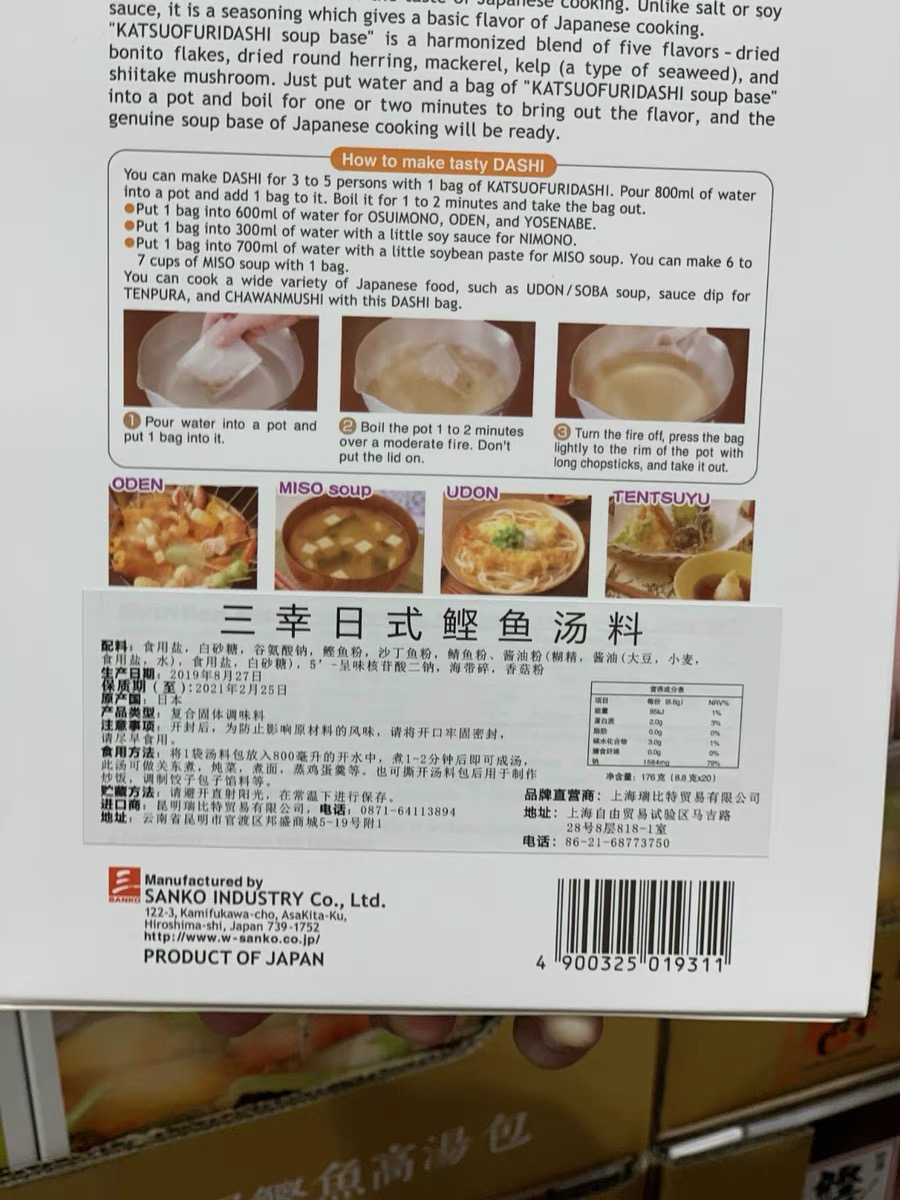 taste of Japanese cooking. Unlike salt or soy
sauce, it is a seasoning which gives a basic flavor of Japanese cooking.
"KATSUOFURIDASHI soup base" is a harmonized blend of five flavors - dried
bonito flakes, dried round herring, mackerel, kelp (a type of seaweed), and
shiitake mushroom. Just put water and a bag of "KATSUOFURIDASHI soup base"
into a pot and boil for one or two minutes to bring out the flavor, and the
genuine soup base of Japanese cooking will be ready.
How to make tasty DASHI
You can make DASHI for 3 to 5 persons with 1 bag of KATSUOFURIDASHI. Pour 800ml of water
into a pot and add 1 bag to it. Boil it for 1 to 2 minutes and take the bag out.
●Put 1 bag into 600ml of water for OSUIMONO, ODEN, and YOSENABE.
●Put 1 bag into 300ml of water with a little soy sauce for NIMONO.
●Put 1 bag into 700ml of water with a little soybean paste for MISO soup. You can make 6 to
7 cups of MISO soup with 1 bag.
You can cook a wide variety of Japanese food, such as UDON/SOBA soup, sauce dip for
TENPURA, and CHAWANMUSHI with this DASHI bag.
① Pour water into a pot and
put 1 bag into it.
② Boil the pot 1 to 2 minutes
over a moderate fire. Don't
put the lid on.
③ Turn the fire off, press the bag
lightly to the rim of the pot with
long chopsticks, and take it out.
ODEN
MISO soup
UDON
TENTSUYU
三幸日式鲣鱼汤料
配料：食用盐，白砂糖，谷氨酸钠，鲣鱼粉，沙丁鱼粉，鲭鱼粉、酱油粉(糊精，酱油(大豆，小麦，
食用盐，水)，食用盐，白砂糖)，5'-呈味核苷酸二钠，海带碎，香菇粉
生产日期：2019年8月27日
保质期(至)：2021年2月25日
原产国：日本
产品类型：复合固体调味料
注意事项：开封后，为防止影响原材料的风味，请将开口牢固密封，
请尽早食用。
食用方法：将1袋汤料包放入800毫升的开水中，煮1-2分钟后即可成汤，
此汤可做关东煮，炖菜，煮面，蒸鸡蛋羹等。也可撕开汤料包后用于制作
炒饭，调制饺子包子馅料等。
贮藏方法：请避开直射阳光，在常温下进行保存。
进口商：昆明瑞比特贸易有限公司，电话：0871-64113894
地址：云南省昆明市官渡区邦盛商城5-19号附1
营养成分表
项目 每份 (8.8g) NRV%
能量 85kJ 1%
蛋白质 2.0g 3%
脂肪 0.0g 0%
碳水化合物 3.0g 1%
膳食纤维 0.0g 0%
钠 1584mg 79%
净含量：176克 (8.8克x20)
品牌直营商：上海瑞比特贸易有限公司
地址：上海自由贸易试验区马吉路
28号8层818-1室
电话：86-21-68773750
SANKO
Manufactured by
SANKO INDUSTRY Co., Ltd.
122-3, Kamifukawa-cho, AsaKita-Ku,
Hiroshima-shi, Japan 739-1752
http://www.w-sanko.co.jp/
PRODUCT OF JAPAN
4 900325 019311
鰹魚高湯包
鰹